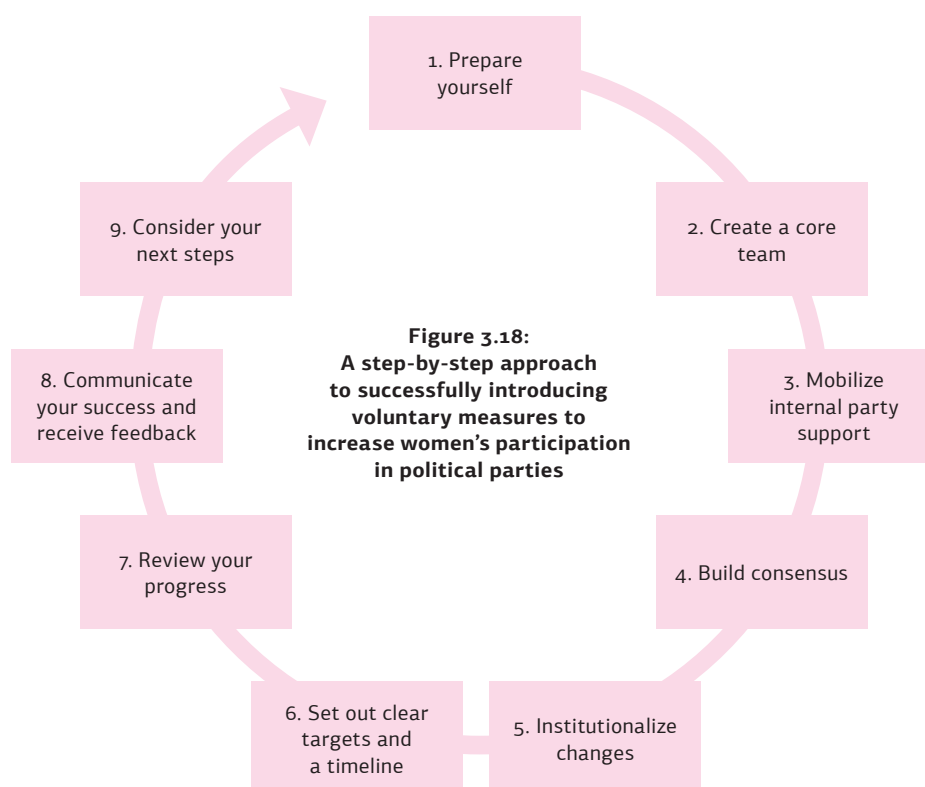 1. Prepare
yourself
2. Create a core
team
3. Mobilize
internal party
support
4. Build consensus
5. Institutionalize
changes
6. Set out clear
targets and
a timeline
7. Review your
progress
8. Communicate
your success and
receive feedback
9. Consider your
next steps
Figure 3.18:
A step-by-step approach
to successfully introducing
voluntary measures to
increase women’s participation
in political parties